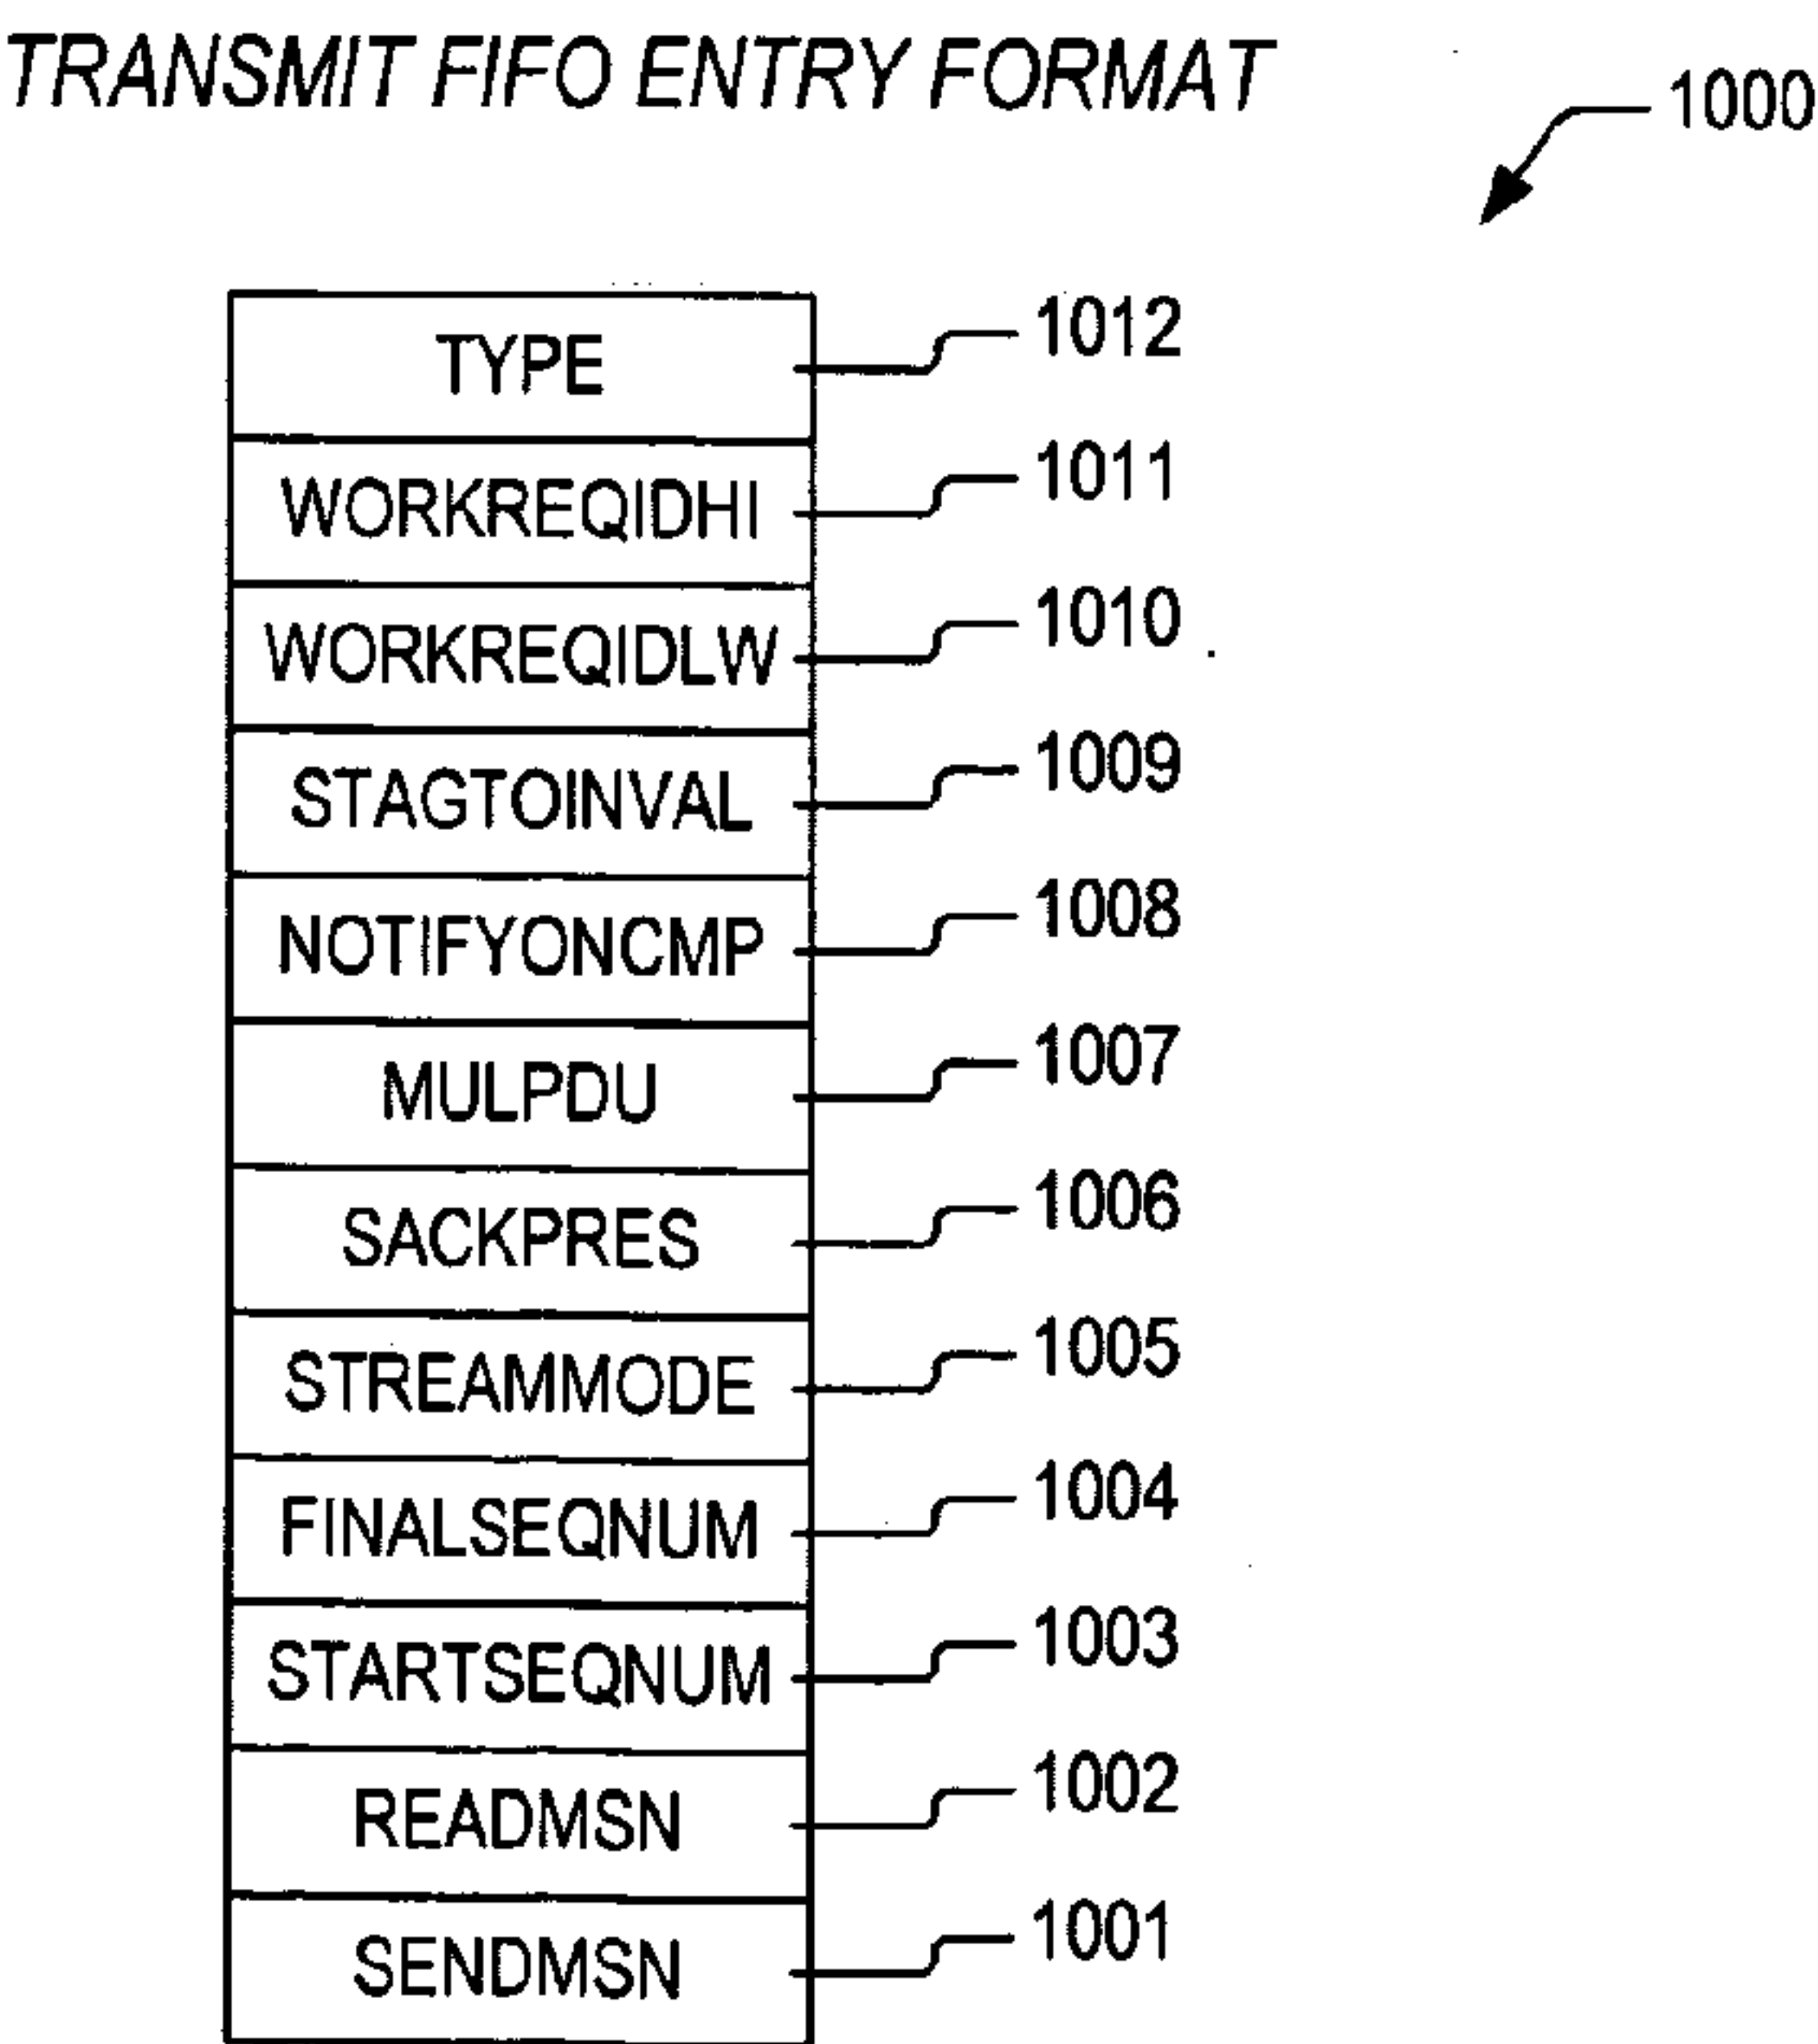 TRANSMIT FIFO ENTRY FORMAT
1000
TYPE 1012
WORKREQIDHI 1011
WORKREQIDLW 1010
STAGTOINVAL 1009
NOTIFYONCMP 1008
MULPDU 1007
SACKPRES 1006
STREAMMODE 1005
FINALSEQNUM 1004
STARTSEQNUM 1003
READMSN 1002
SENDMSN 1001